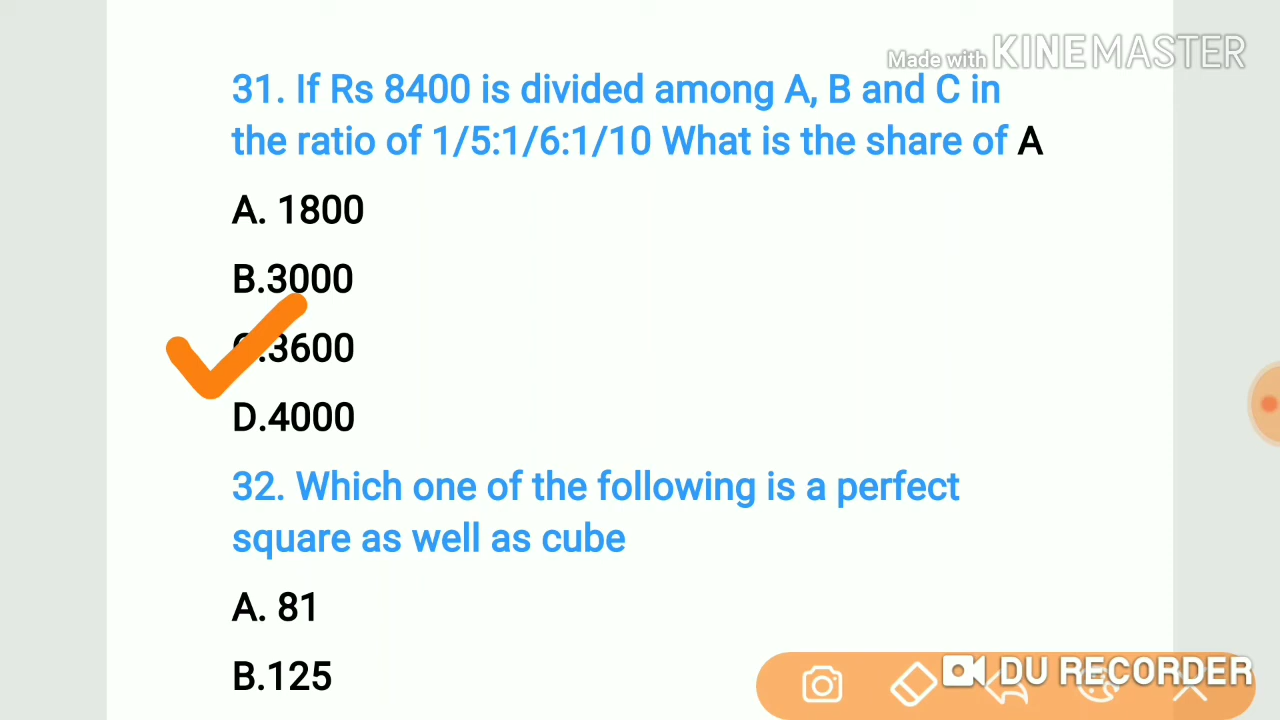 Made with KINEMASTER
31. If Rs 8400 is divided among A, B and C in
the ratio of 1/5:1/6:1/10 What is the share of A
A. 1800
B.3000
C.3600
D.4000
32. Which one of the following is a perfect
square as well as cube
A. 81
B.125
DU RECORDER